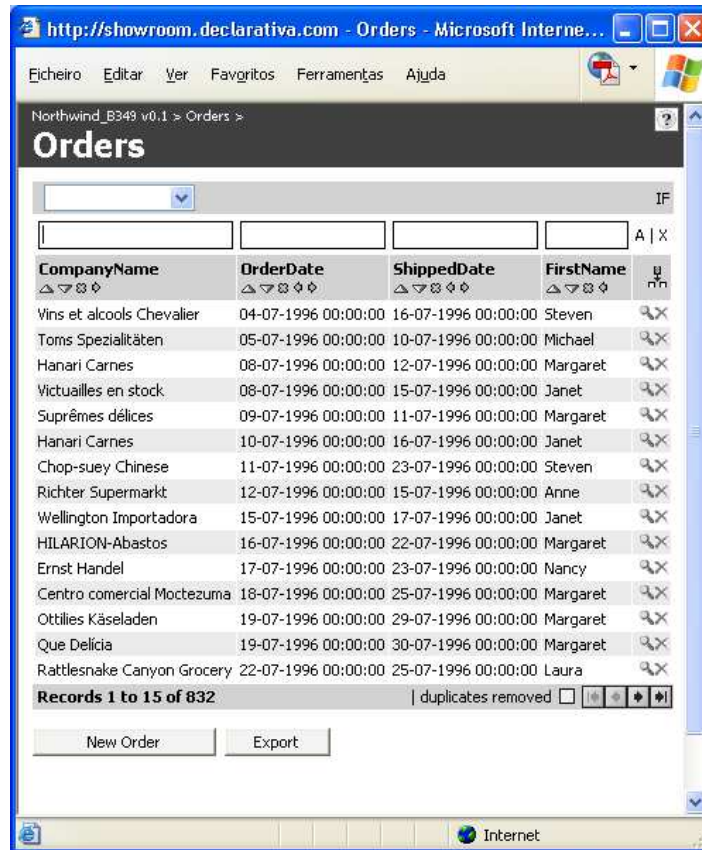 http://showroom.declarativa.com - Orders - Microsoft Interne...
Ficheiro Editar Ver Favoritos Ferramentas Ajuda
Northwind_B349 v0.1 > Orders >
?
Orders
IF
A | X
CompanyName OrderDate ShippedDate FirstName
Vins et alcools Chevalier 04-07-1996 00:00:00 16-07-1996 00:00:00 Steven
Toms Spezialitäten 05-07-1996 00:00:00 10-07-1996 00:00:00 Michael
Hanari Carnes 08-07-1996 00:00:00 12-07-1996 00:00:00 Margaret
Victuailles en stock 08-07-1996 00:00:00 15-07-1996 00:00:00 Janet
Suprêmes délices 09-07-1996 00:00:00 11-07-1996 00:00:00 Margaret
Hanari Carnes 10-07-1996 00:00:00 16-07-1996 00:00:00 Janet
Chop-suey Chinese 11-07-1996 00:00:00 23-07-1996 00:00:00 Steven
Richter Supermarkt 12-07-1996 00:00:00 15-07-1996 00:00:00 Anne
Wellington Importadora 15-07-1996 00:00:00 17-07-1996 00:00:00 Janet
HILARION-Abastos 16-07-1996 00:00:00 22-07-1996 00:00:00 Margaret
Ernst Handel 17-07-1996 00:00:00 23-07-1996 00:00:00 Nancy
Centro comercial Moctezuma 18-07-1996 00:00:00 25-07-1996 00:00:00 Margaret
Ottilies Käseladen 19-07-1996 00:00:00 29-07-1996 00:00:00 Margaret
Que Delícia 19-07-1996 00:00:00 30-07-1996 00:00:00 Margaret
Rattlesnake Canyon Grocery 22-07-1996 00:00:00 25-07-1996 00:00:00 Laura
Records 1 to 15 of 832 | duplicates removed
New Order Export
Internet